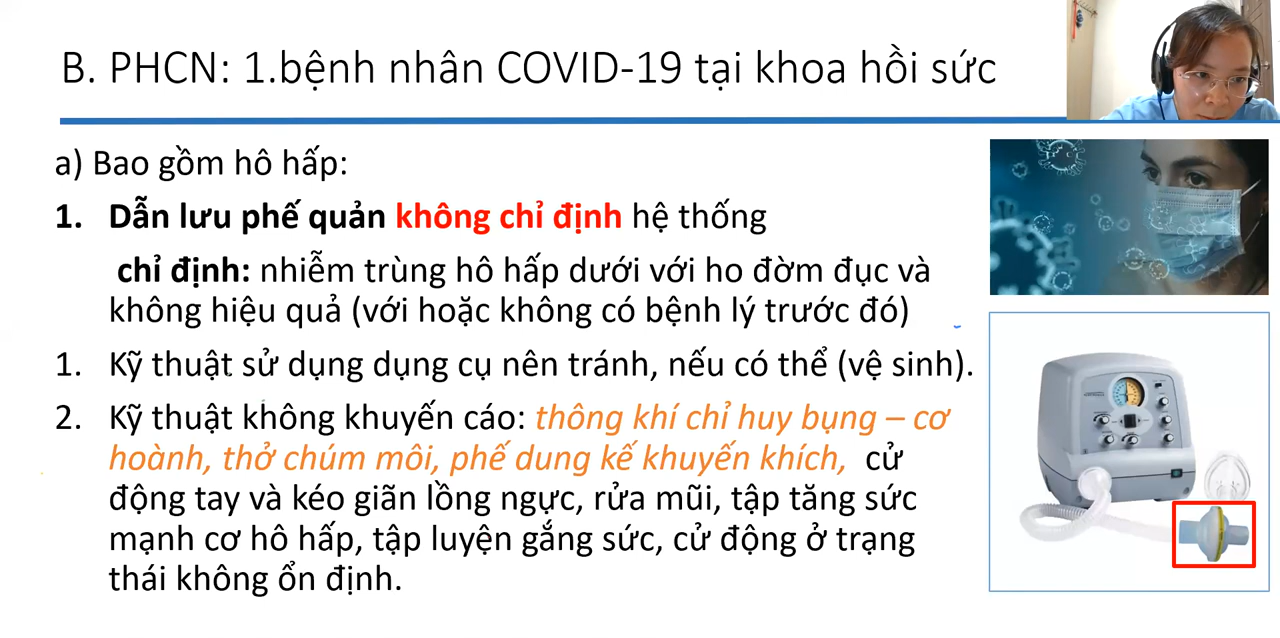 B. PHCN: 1.bệnh nhân COVID-19 tại khoa hồi sức
a) Bao gồm hô hấp:
1. Dẫn lưu phế quản không chỉ định hệ thống
chỉ định: nhiễm trùng hô hấp dưới với ho đờm đục và
không hiệu quả (với hoặc không có bệnh lý trước đó)
1. Kỹ thuật sử dụng dụng cụ nên tránh, nếu có thể (vệ sinh).
2. Kỹ thuật không khuyến cáo: thông khí chỉ huy bụng – cơ
hoành, thở chúm môi, phế dung kế khuyến khích, cử
động tay và kéo giãn lồng ngực, rửa mũi, tập tăng sức
mạnh cơ hô hấp, tập luyện gắng sức, cử động ở trạng
thái không ổn định.